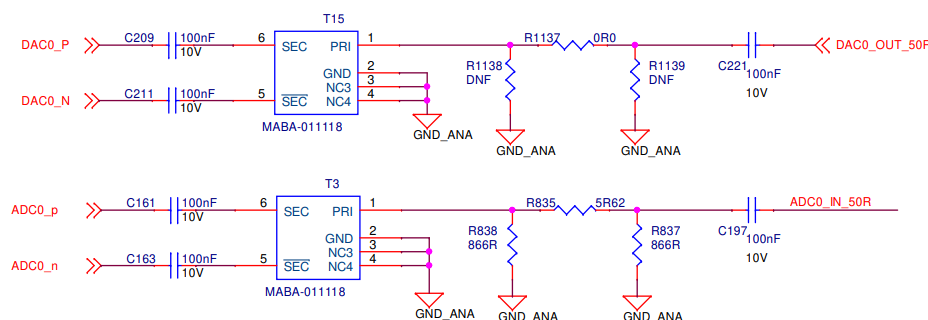 T15
DAC0_P
C209
100nF
10V
6
SEC
PRI
1
R1137
0R0
C221
100nF
10V
DAC0_OUT_50R
GND
2
NC3
3
NC4
4
R1138
DNF
R1139
DNF
DAC0_N
C211
100nF
10V
5
SEC
MABA-011118
GND_ANA
GND_ANA
GND_ANA
T3
ADC0_p
C161
100nF
10V
6
SEC
PRI
1
R835
5R62
C197
100nF
10V
ADC0_IN_50R
GND
2
NC3
3
NC4
4
R838
866R
R837
866R
ADC0_n
C163
100nF
10V
5
SEC
MABA-011118
GND_ANA
GND_ANA
GND_ANA